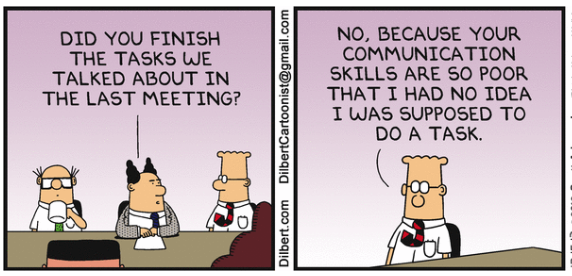 DID YOU FINISH
THE TASKS WE
TALKED ABOUT IN
THE LAST MEETING?
Dilbert.com DilbertCartoonist@gmail.com
NO, BECAUSE YOUR
COMMUNICATION
SKILLS ARE SO POOR
THAT I HAD NO IDEA
I WAS SUPPOSED TO
DO A TASK.